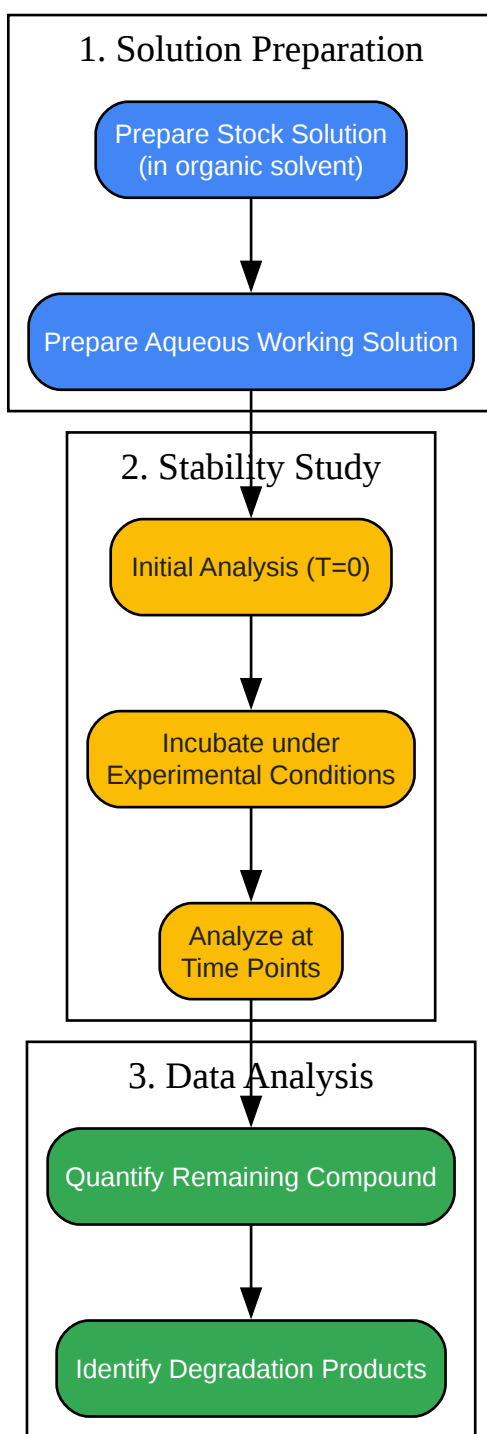 1. Solution Preparation
Prepare Stock Solution
(in organic solvent)
Prepare Aqueous Working Solution
2. Stability Study
Initial Analysis (T=0)
Incubate under
Experimental Conditions
Analyze at
Time Points
3. Data Analysis
Quantify Remaining Compound
Identify Degradation Products